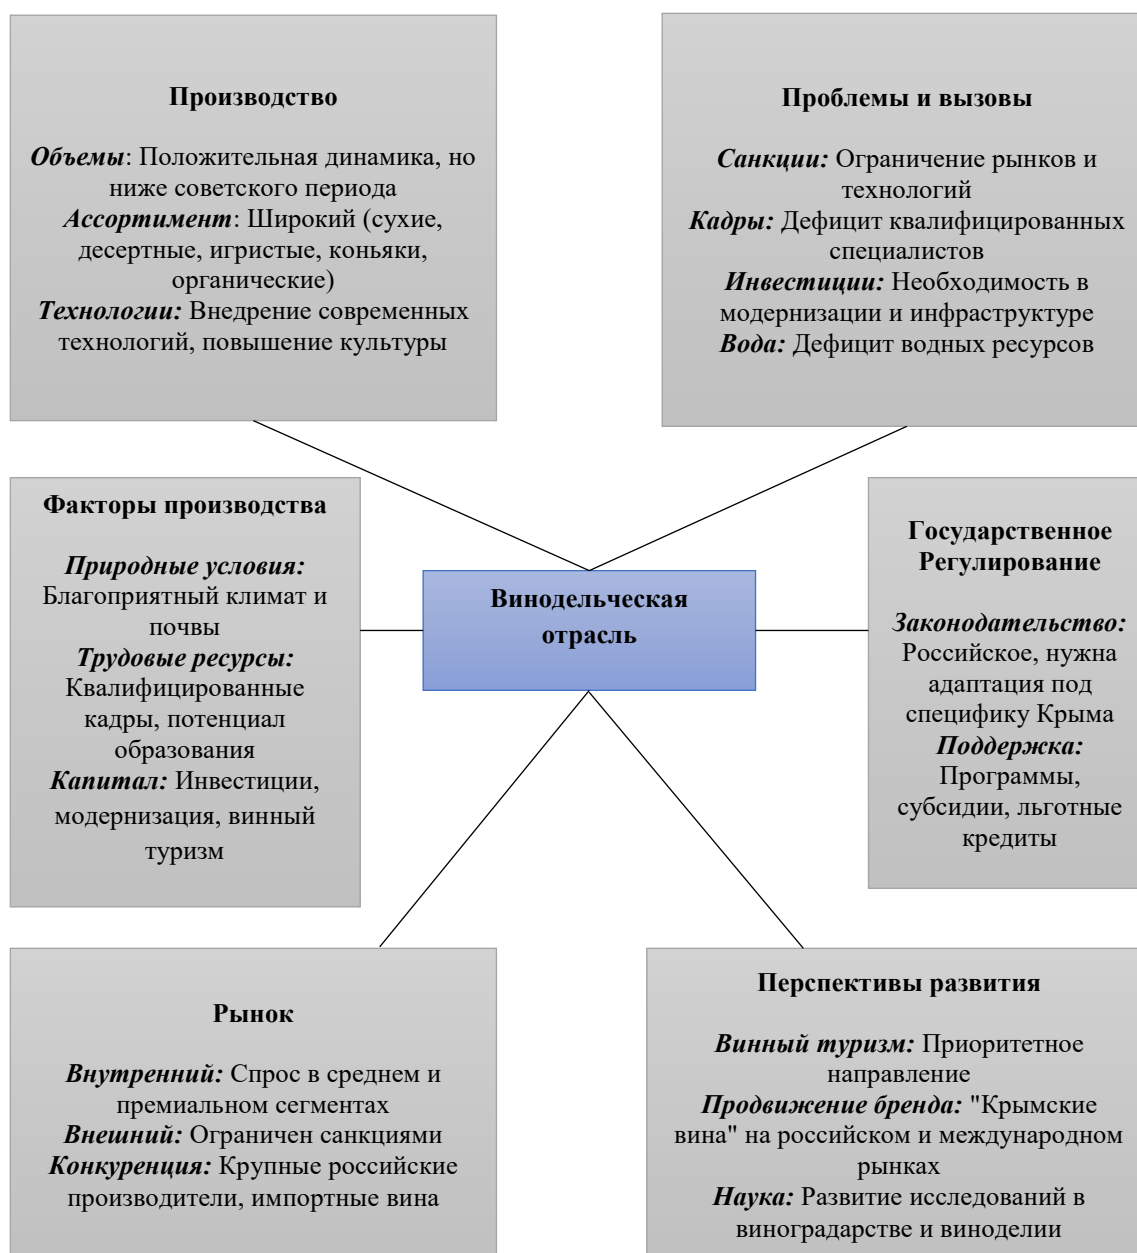 Производство
Объемы: Положительная динамика, но
ниже советского периода
Ассортимент: Широкий (сухие,
десертные, игристые, коньяки,
органические)
Технологии: Внедрение современных
технологий, повышение культуры
Проблемы и вызовы
Санкции: Ограничение рынков и
технологий
Кадры: Дефицит квалифицированных
специалистов
Инвестиции: Необходимость в
модернизации и инфраструктуре
Вода: Дефицит водных ресурсов
Факторы производства
Природные условия:
Благоприятный климат и
почвы
Трудовые ресурсы:
Квалифицированные
кадры, потенциал
образования
Капитал: Инвестиции,
модернизация, винный
туризм
Винодельческая
отрасль
Государственное
Регулирование
Законодательство:
Российское, нужна
адаптация под
специфику Крыма
Поддержка:
Программы,
субсидии, льготные
кредиты
Рынок
Внутренний: Спрос в среднем и
премиальном сегментах
Внешний: Ограничен санкциями
Конкуренция: Крупные российские
производители, импортные вина
Перспективы развития
Винный туризм: Приоритетное
направление
Продвижение бренда: "Крымские
вина" на российском и международном
рынках
Наука: Развитие исследований в
виноградарстве и виноделии